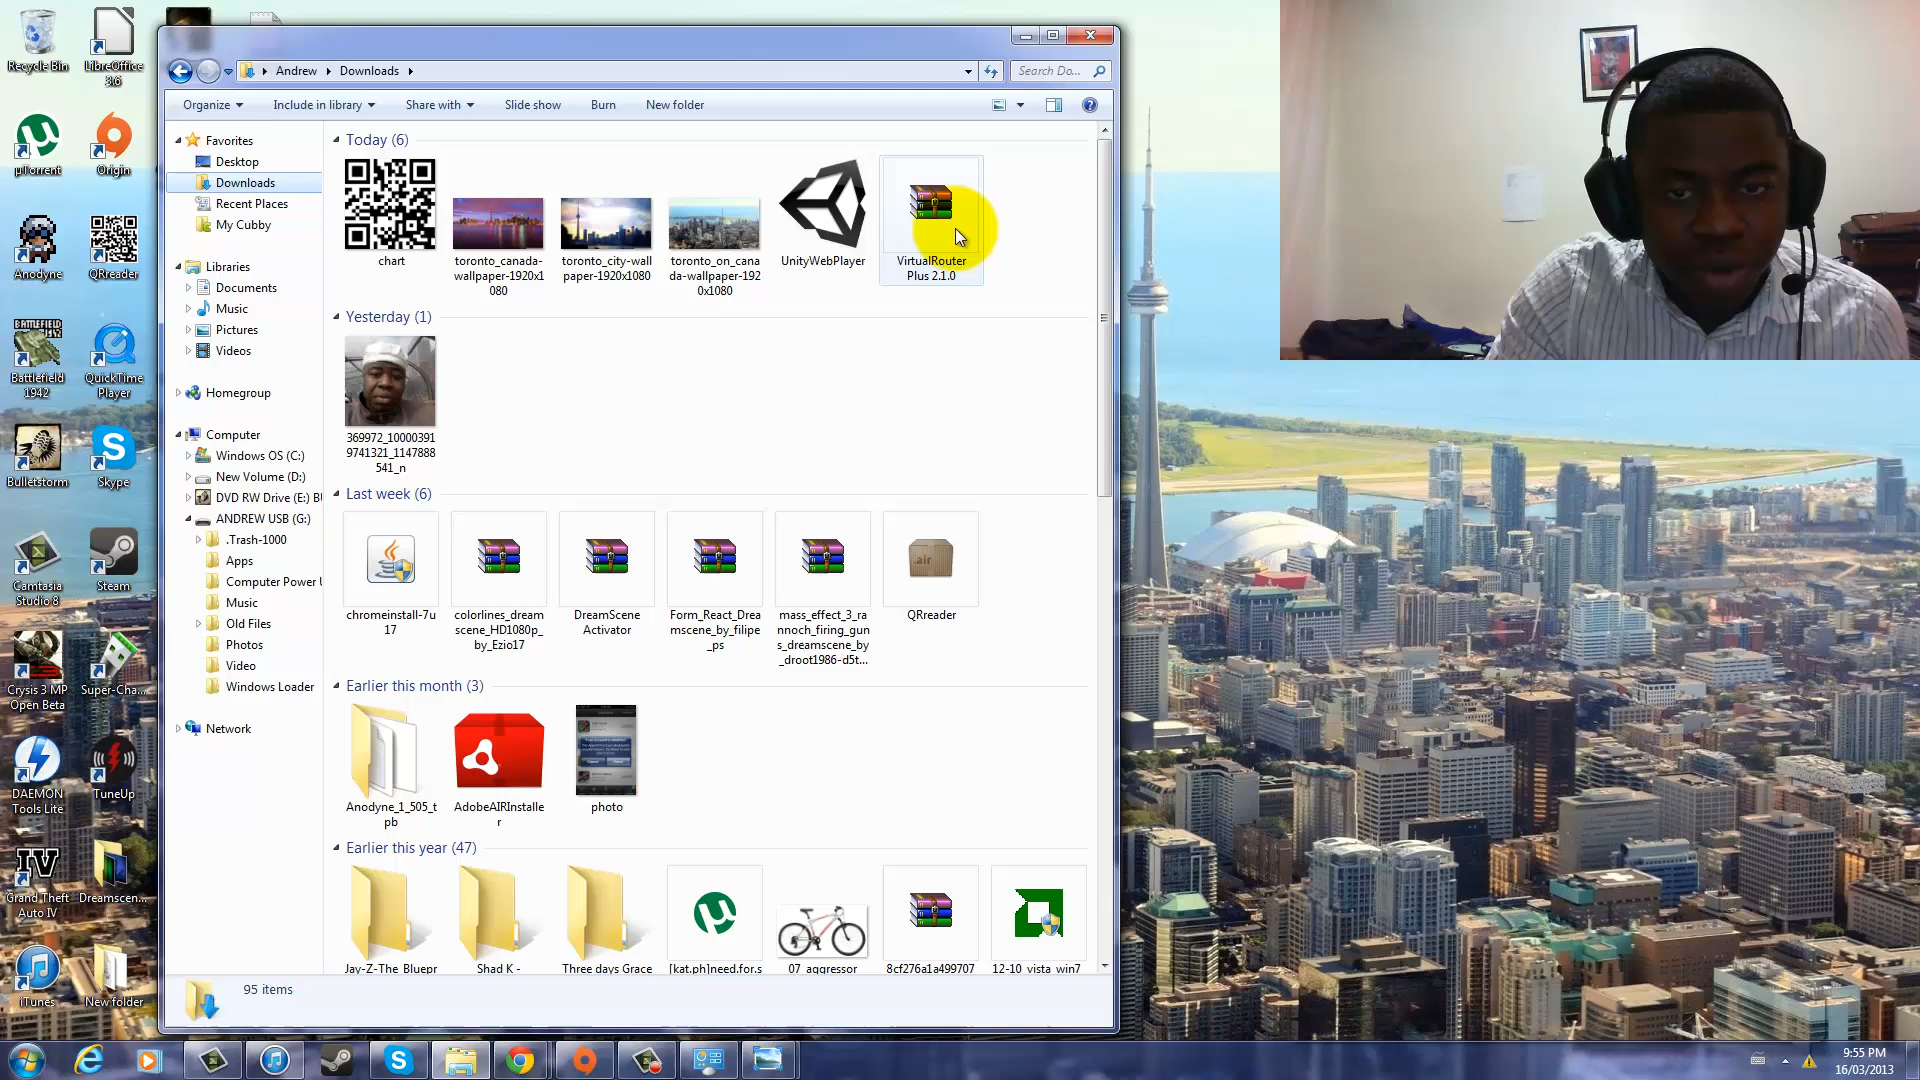 Recycle Bin
LibreOffice
3.6
µTorrent
Origin
Anodyne
QRreader
Battlefield
1942
QuickTime
Player
Bulletstorm
Skype
Camtasia
Studio 8
Steam
Crysis 3 MP
Open Beta
Super-Cha...
DAEMON
Tools Lite
TuneUp
Grand Theft
Auto IV
Dreamscen...
iTunes
New folder
Andrew
Downloads
Search Do...
Organize
Include in library
Share with
Slide show
Burn
New folder
Favorites
Desktop
Downloads
Recent Places
My Cubby
Libraries
Documents
Music
Pictures
Videos
Homegroup
Computer
Windows OS (C:)
New Volume (D:)
DVD RW Drive (E:) BU
ANDREW USB (G:)
.Trash-1000
Apps
Computer Power U
Music
Old Files
Photos
Video
Windows Loader
Network
Today (6)
chart
toronto_canada-
wallpaper-1920x1
080
toronto_city-wall
paper-1920x1080
toronto_on_cana
da-wallpaper-192
0x1080
UnityWebPlayer
VirtualRouter
Plus 2.1.0
Yesterday (1)
369972_10000391
9741321_1147888
541_n
Last week (6)
chromeinstall-7u
17
colorlines_dream
scene_HD1080p_
by_Ezio17
DreamScene
Activator
Form_React_Drea
mscene_by_filipe
_ps
mass_effect_3_ra
nnoch_firing_gun
s_dreamscene_by
_droot1986-d5t...
.air
QRreader
Earlier this month (3)
Anodyne_1_505_t
pb
AdobeAIRInstalle
r
photo
Earlier this year (47)
Jay-Z-The Bluepr
Shad K -
Three days Grace
[kat.ph]need.for.s
07_aggressor
8cf276a1a499707
12-10_vista_win7
95 items
9:55 PM
16/03/2013